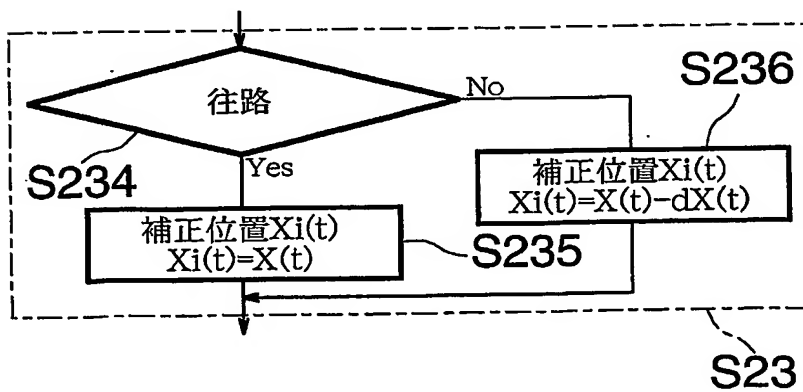 往路
No
S236
S234
Yes
補正位置Xi(t)
Xi(t)=X(t)-dX(t)
補正位置Xi(t)
Xi(t)=X(t)
S235
S23